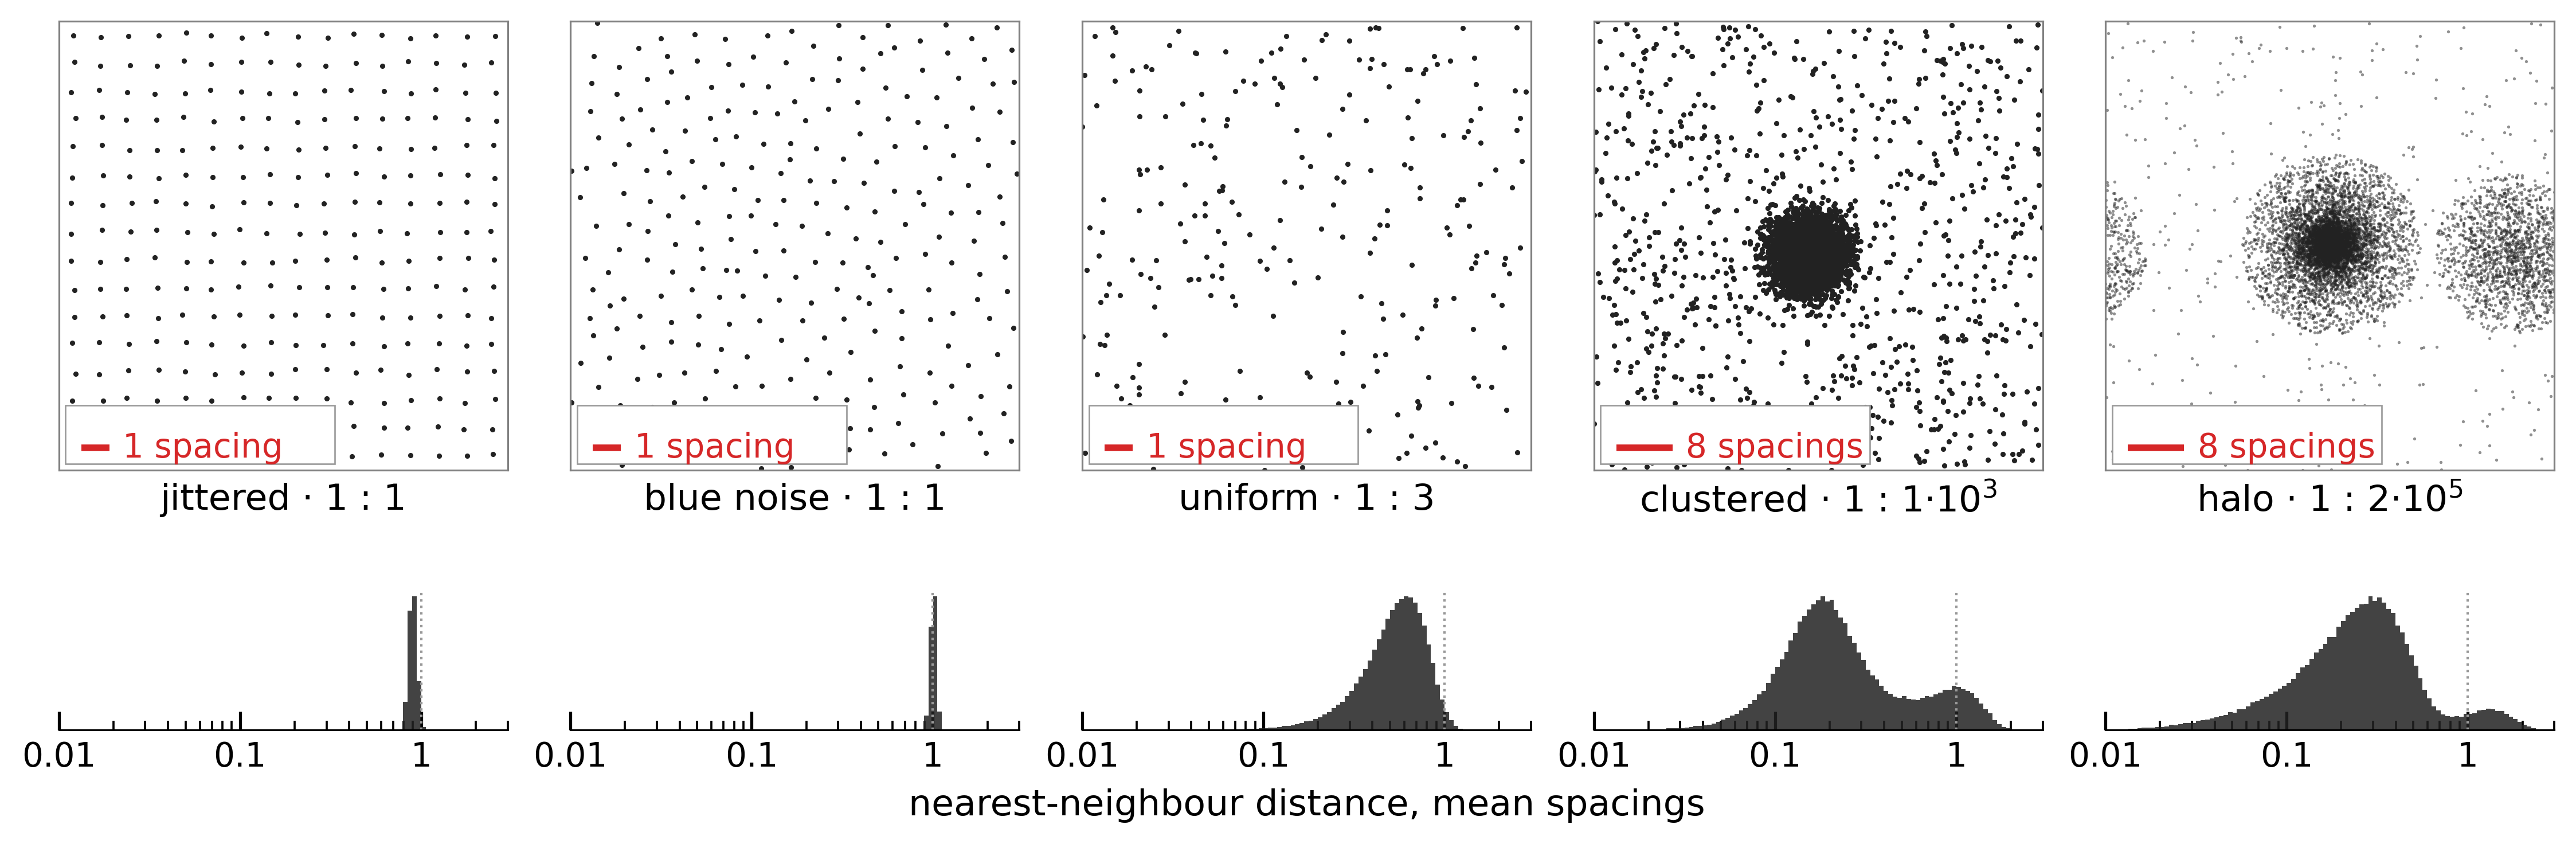 1 spacing
1 spacing
1 spacing
8 spacings
8 spacings
jittered · 1 : 1
blue noise · 1 : 1
uniform · 1 : 3
clustered · 1 : 1·10³
halo · 1 : 2·10⁵
0.01 0.1 1
0.01 0.1 1
0.01 0.1 1
0.01 0.1 1
0.01 0.1 1
nearest-neighbour distance, mean spacings